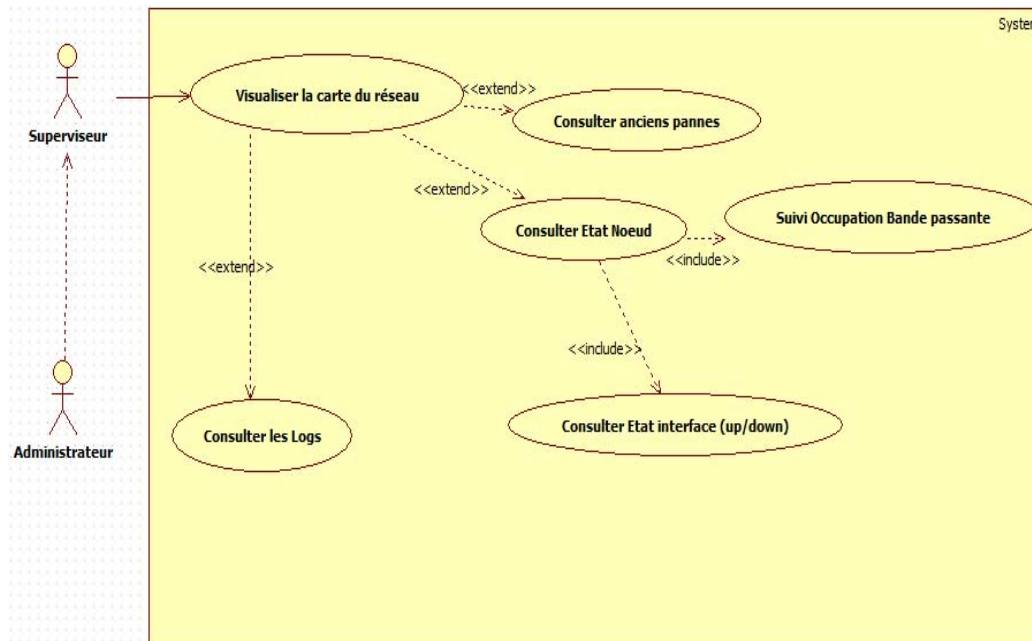 System
Visualiser la carte du réseau
<<extend>>
Consulter anciens pannes
Superviseur
<<extend>>
Suivi Occupation Bande passante
Consulter Etat Noeud
<<include>>
<<extend>>
<<include>>
Consulter Etat interface (up/down)
Consulter les Logs
Administrateur